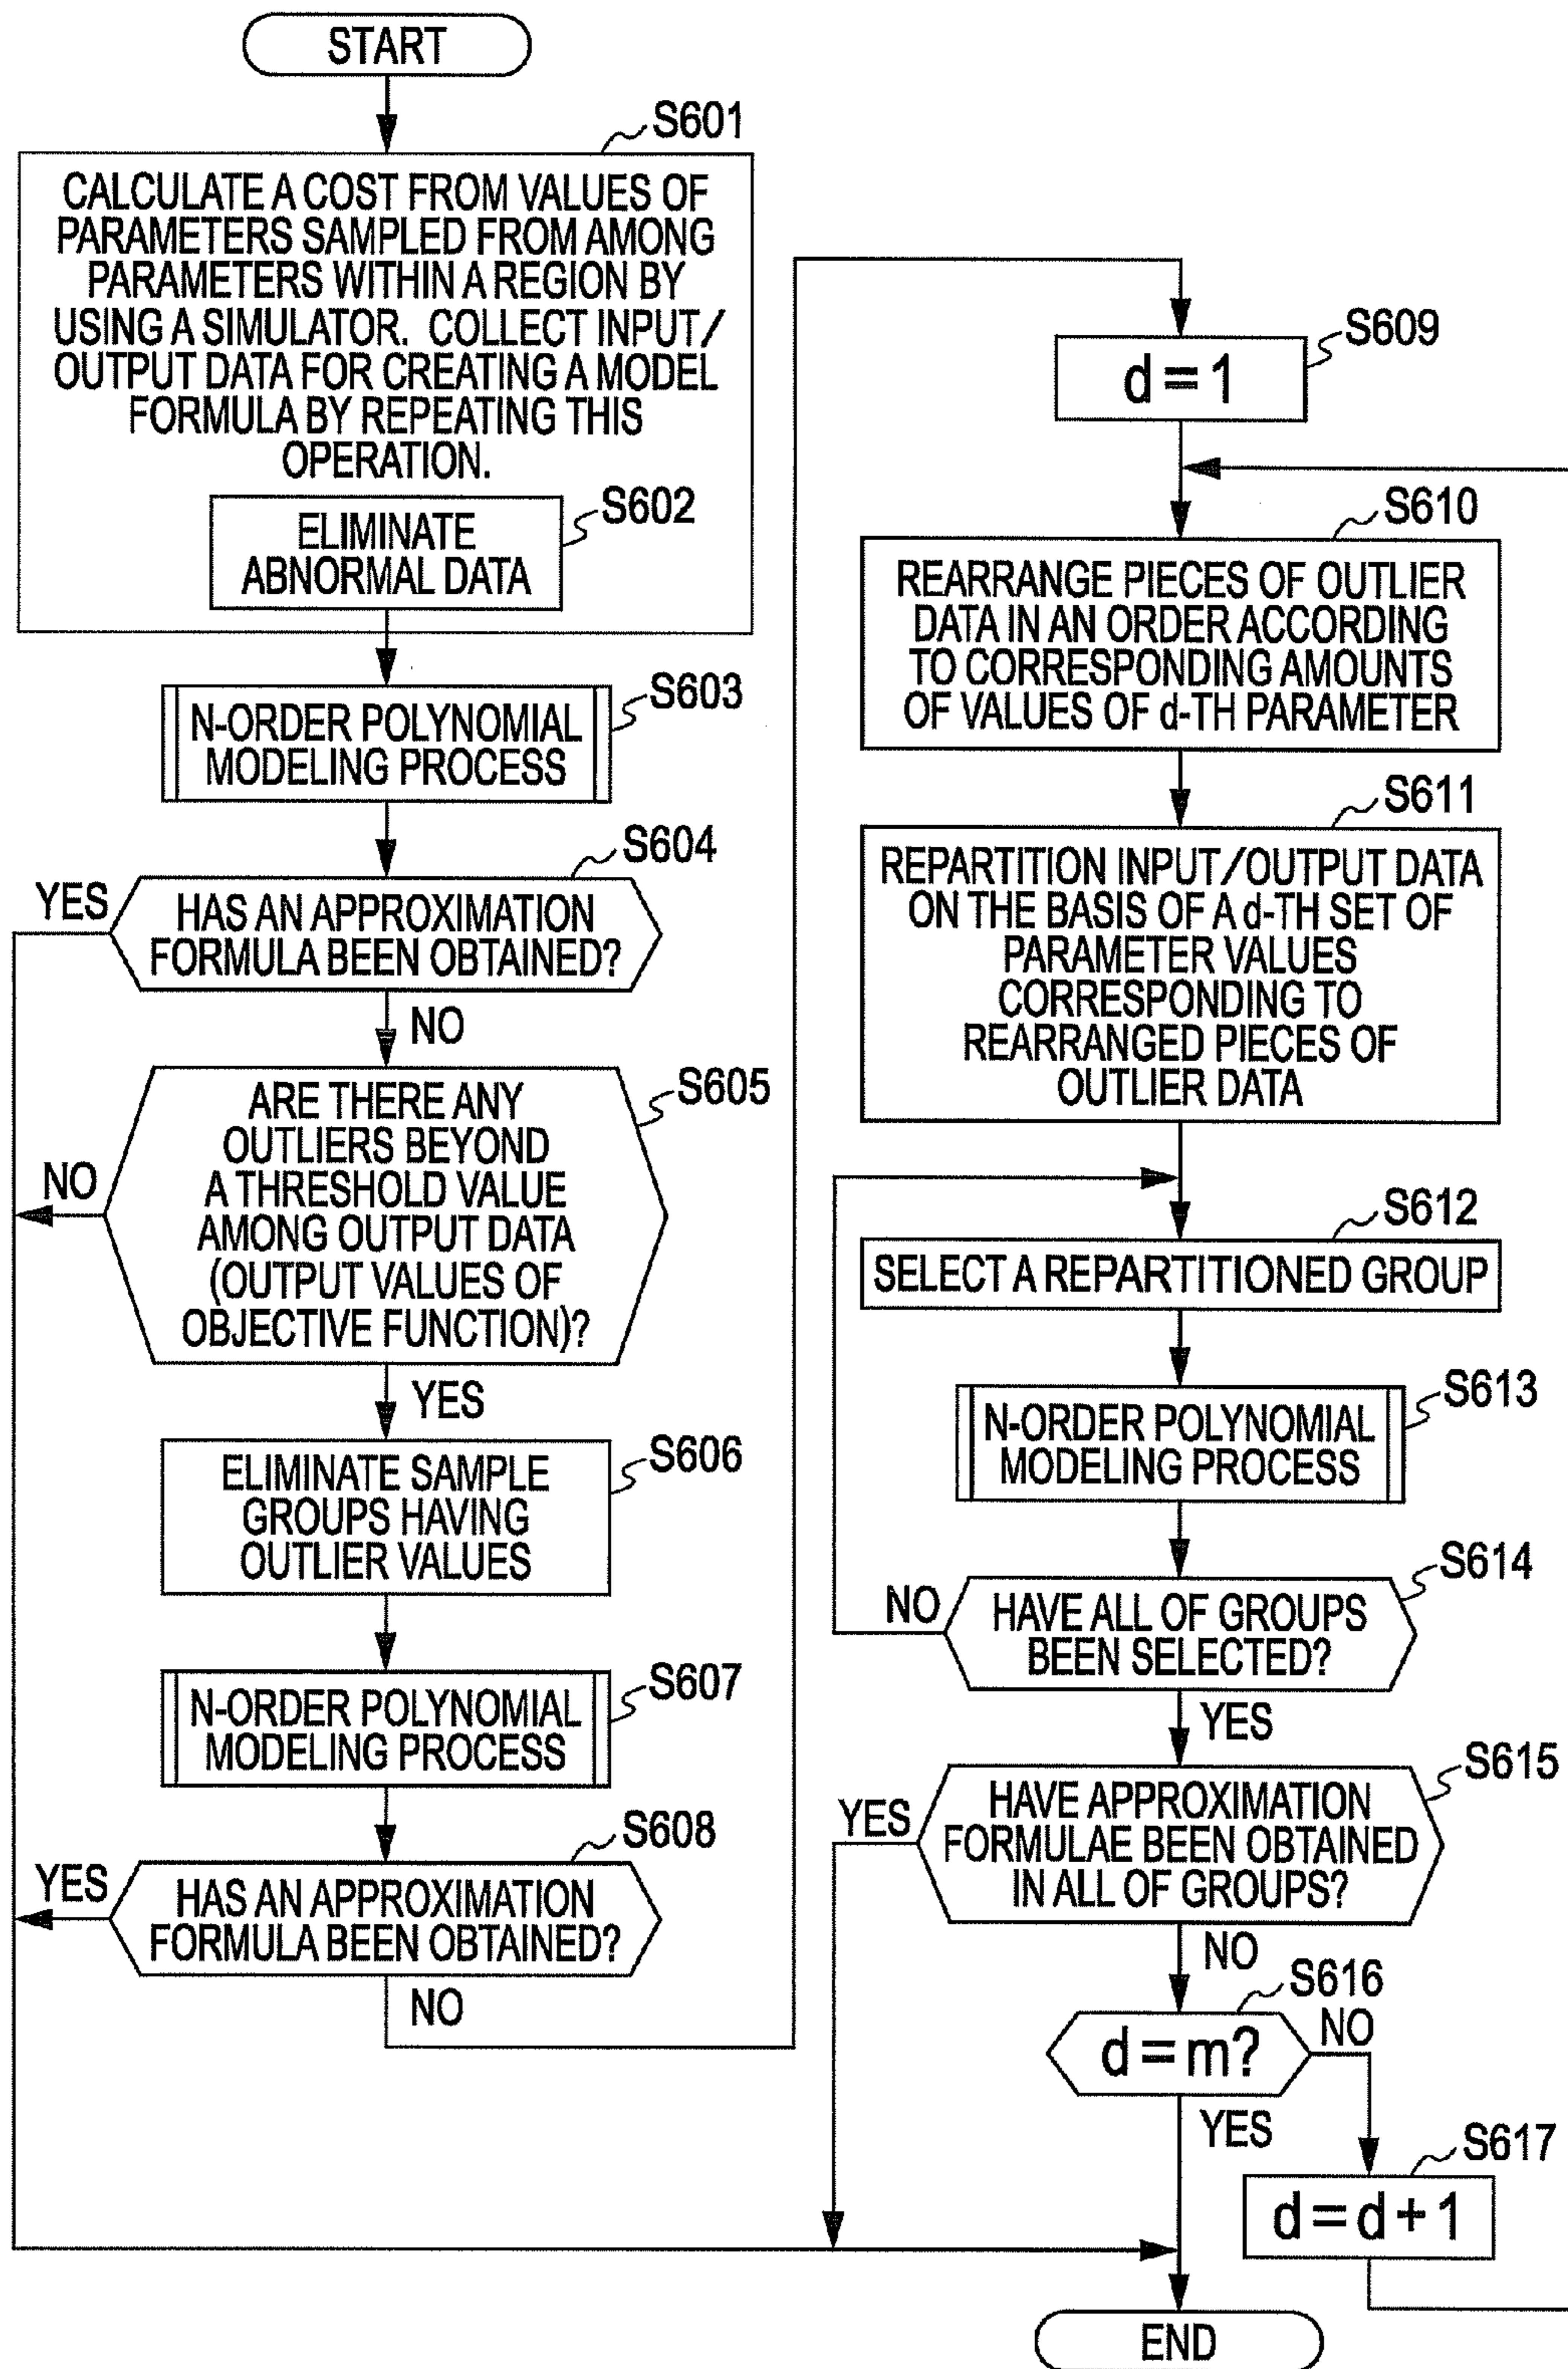 START
S601
CALCULATE A COST FROM VALUES OF
PARAMETERS SAMPLED FROM AMONG
PARAMETERS WITHIN A REGION BY
USING A SIMULATOR. COLLECT INPUT/
OUTPUT DATA FOR CREATING A MODEL
FORMULA BY REPEATING THIS
OPERATION.
S602
ELIMINATE
ABNORMAL DATA
S603
N-ORDER POLYNOMIAL
MODELING PROCESS
S604
YES
HAS AN APPROXIMATION
FORMULA BEEN OBTAINED?
NO
S605
ARE THERE ANY
OUTLIERS BEYOND
A THRESHOLD VALUE
AMONG OUTPUT DATA
(OUTPUT VALUES OF
OBJECTIVE FUNCTION)?
NO
YES
S606
ELIMINATE SAMPLE
GROUPS HAVING
OUTLIER VALUES
S607
N-ORDER POLYNOMIAL
MODELING PROCESS
S608
YES
HAS AN APPROXIMATION
FORMULA BEEN OBTAINED?
NO
S609
d = 1
S610
REARRANGE PIECES OF OUTLIER
DATA IN AN ORDER ACCORDING
TO CORRESPONDING AMOUNTS
OF VALUES OF d-TH PARAMETER
S611
REPARTITION INPUT/OUTPUT DATA
ON THE BASIS OF A d-TH SET OF
PARAMETER VALUES
CORRESPONDING TO
REARRANGED PIECES OF
OUTLIER DATA
S612
SELECT A REPARTITIONED GROUP
S613
N-ORDER POLYNOMIAL
MODELING PROCESS
S614
NO
HAVE ALL OF GROUPS
BEEN SELECTED?
YES
S615
YES
HAVE APPROXIMATION
FORMULAE BEEN OBTAINED
IN ALL OF GROUPS?
NO
S616
d = m?
NO
YES
S617
d = d + 1
END